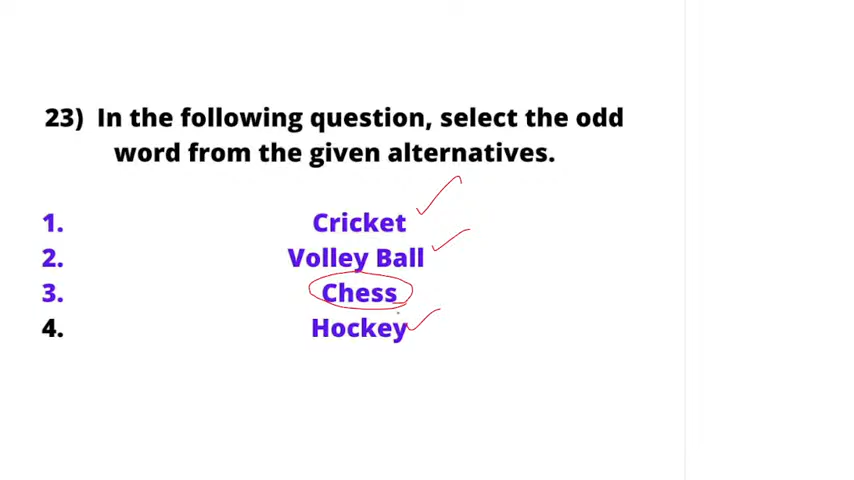 23) In the following question, select the odd
word from the given alternatives.
1. Cricket
2. Volley Ball
3. Chess
4. Hockey